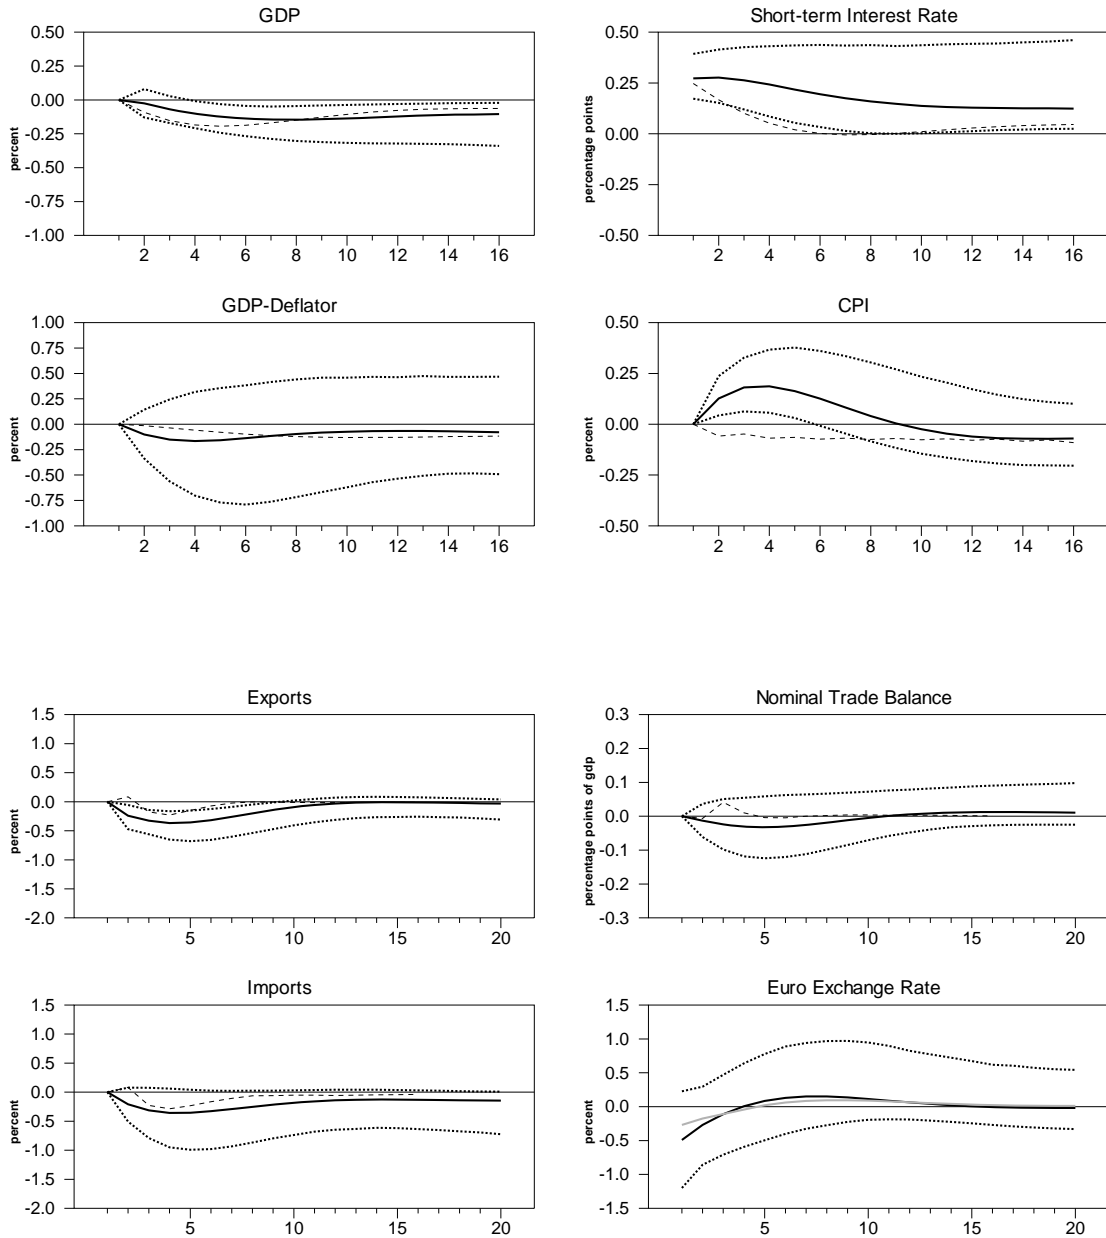 GDP
0.50
0.25
0.00
-0.25
-0.50
-0.75
-1.00
percent
2 4 6 8 10 12 14 16
Short-term Interest Rate
0.50
0.25
0.00
-0.25
-0.50
percentage points
2 4 6 8 10 12 14 16
GDP-Deflator
1.00
0.75
0.50
0.25
0.00
-0.25
-0.50
-0.75
-1.00
percent
2 4 6 8 10 12 14 16
CPI
0.50
0.25
0.00
-0.25
-0.50
percent
2 4 6 8 10 12 14 16
Exports
1.5
1.0
0.5
0.0
-0.5
-1.0
-1.5
-2.0
percent
5 10 15 20
Nominal Trade Balance
0.3
0.2
0.1
0.0
-0.1
-0.2
-0.3
percentage points of gdp
5 10 15 20
Imports
1.5
1.0
0.5
0.0
-0.5
-1.0
-1.5
-2.0
percent
5 10 15 20
Euro Exchange Rate
1.5
1.0
0.5
0.0
-0.5
-1.0
-1.5
percent
5 10 15 20